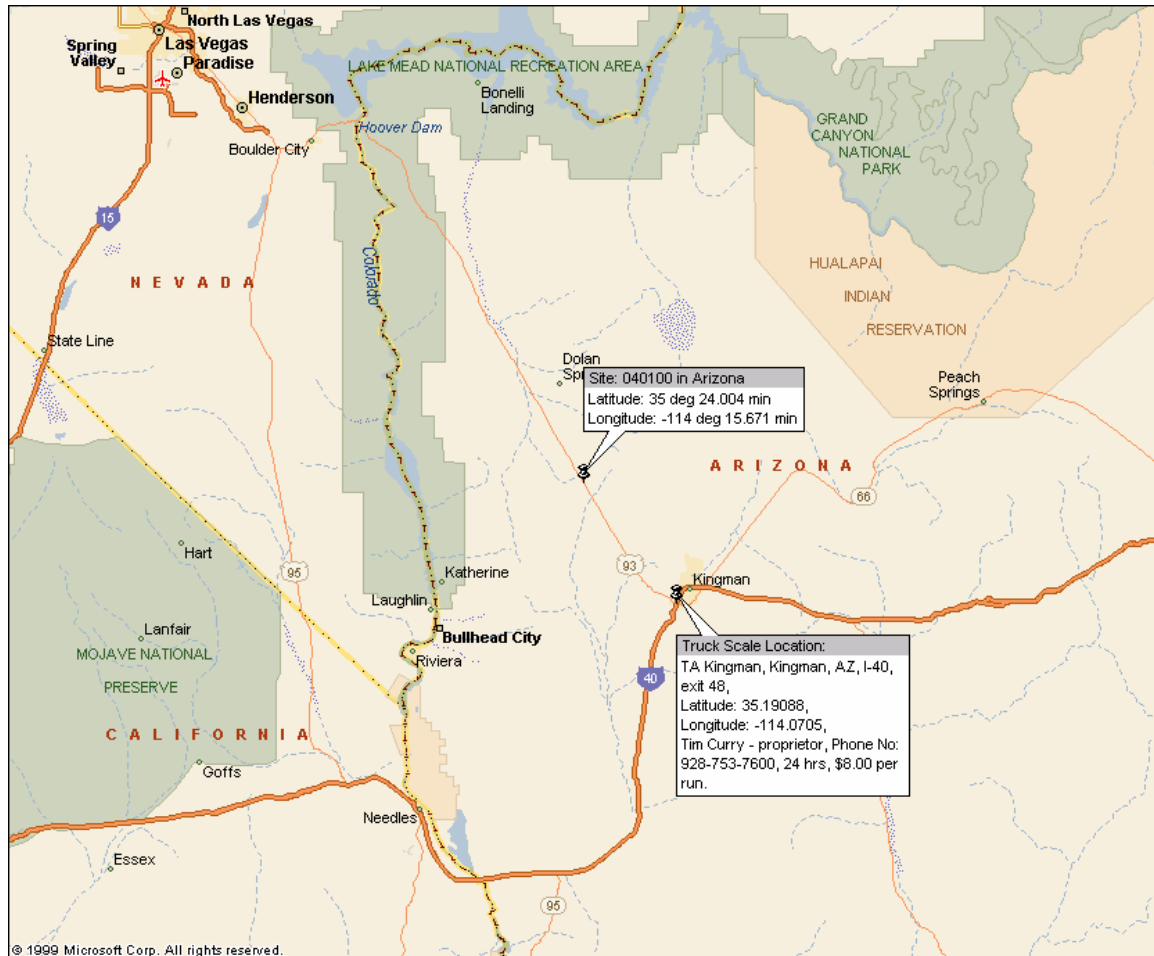 North Las Vegas
Las Vegas
Spring
Valley
Paradise
Henderson
LAKE MEAD NATIONAL RECREATION AREA
Bonelli
Landing
Hoover Dam
Boulder City
GRAND
CANYON
NATIONAL
PARK
15
Colorado
NEVADA
HUALAPAI
INDIAN
RESERVATION
State Line
Dolan
Spr
Site: 040100 in Arizona
Latitude: 35 deg 24.004 min
Longitude: -114 deg 15.671 min
Peach
Springs
ARIZONA
66
Hart
95
Katherine
93
Kingman
Laughlin
Lanfair
Bullhead City
Riviera
MOJAVE NATIONAL
PRESERVE
40
Truck Scale Location:
TA Kingman, Kingman, AZ, I-40,
exit 48,
Latitude: 35.19088,
Longitude: -114.0705,
Tim Curry - proprietor, Phone No:
928-753-7600, 24 hrs, $8.00 per
run.
CALIFORNIA
Goffs
Needles
Essex
95
© 1999 Microsoft Corp. All rights reserved.